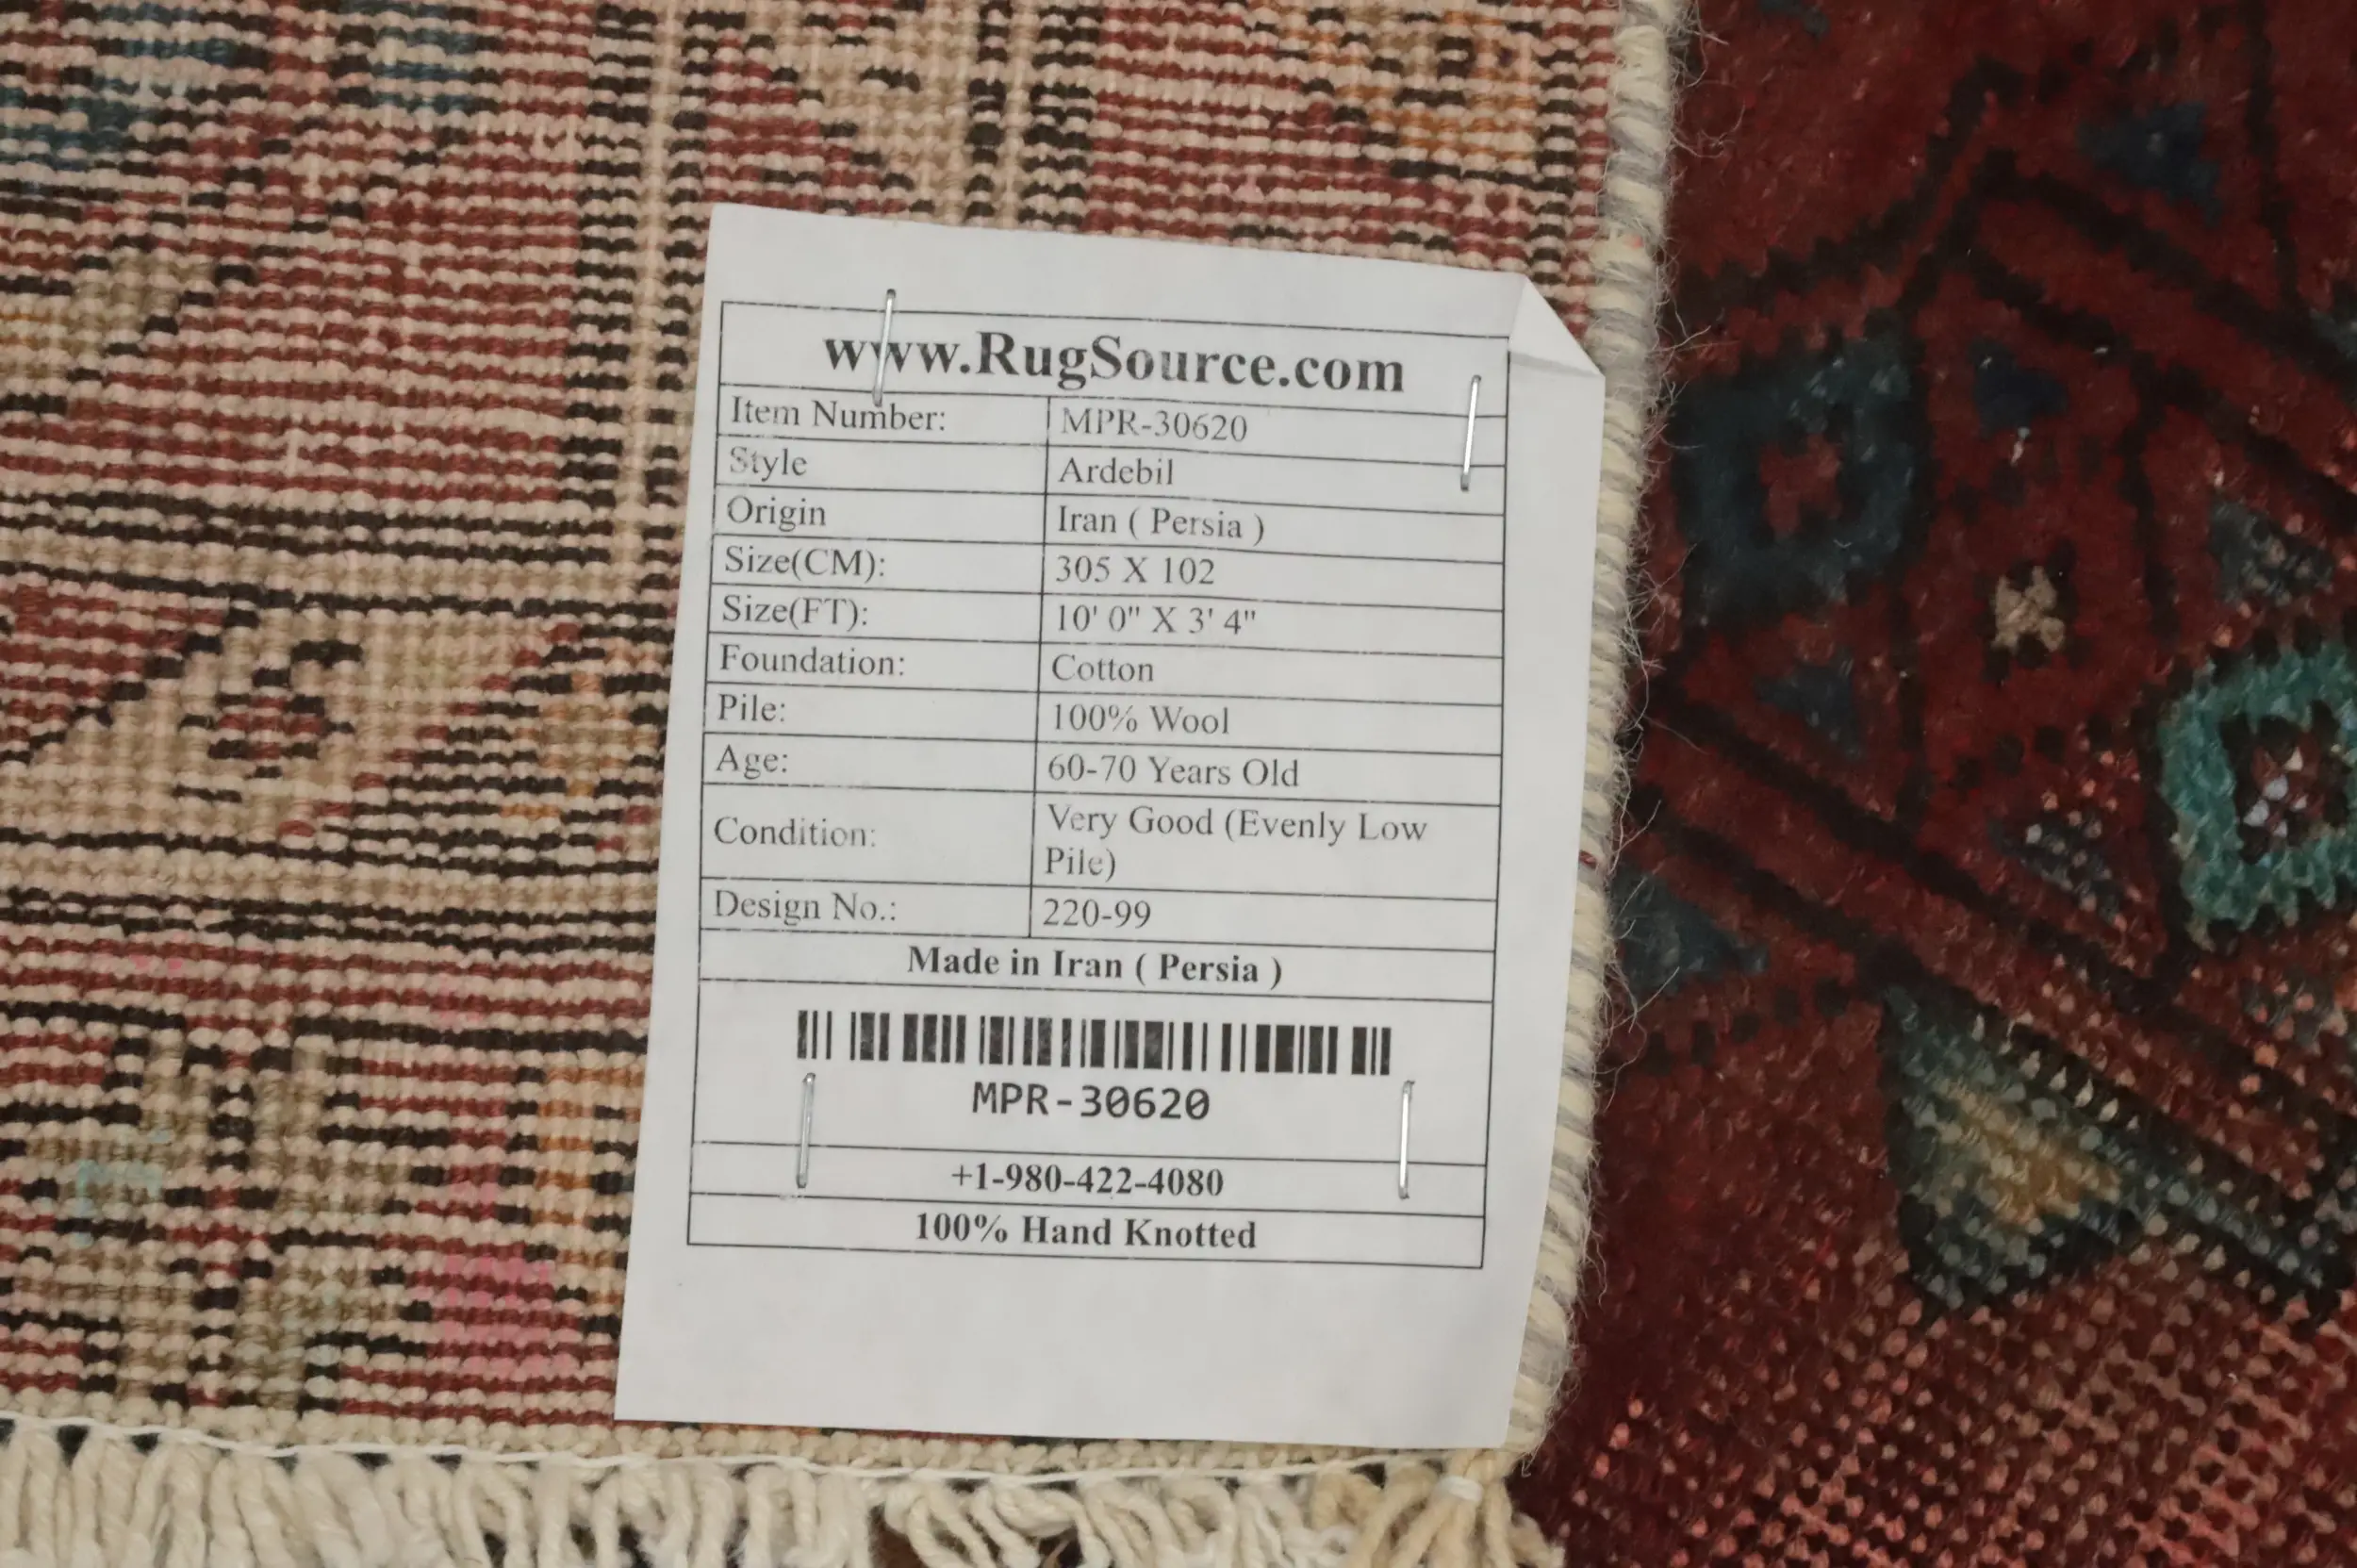 www.RugSource.com
Item Number: MPR-30620
Style Ardebil
Origin Iran ( Persia )
Size(CM): 305 X 102
Size(FT): 10' 0" X 3' 4"
Foundation: Cotton
Pile: 100% Wool
Age: 60-70 Years Old
Condition: Very Good (Evenly Low
Pile)
Design No.: 220-99
Made in Iran ( Persia )
MPR-30620
+1-980-422-4080
100% Hand Knotted